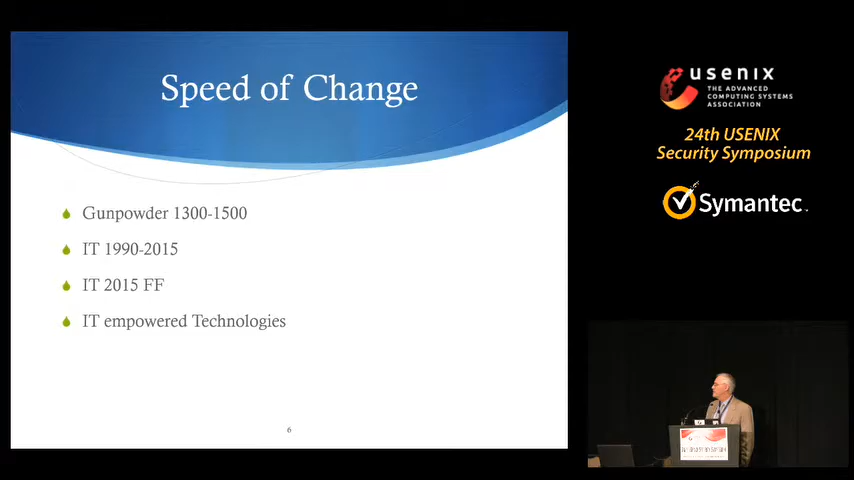 Speed of Change
Gunpowder 1300-1500
IT 1990-2015
IT 2015 FF
IT empowered Technologies
6
usenix
THE ADVANCED
COMPUTING SYSTEMS
ASSOCIATION
24th USENIX
Security Symposium
Symantec.